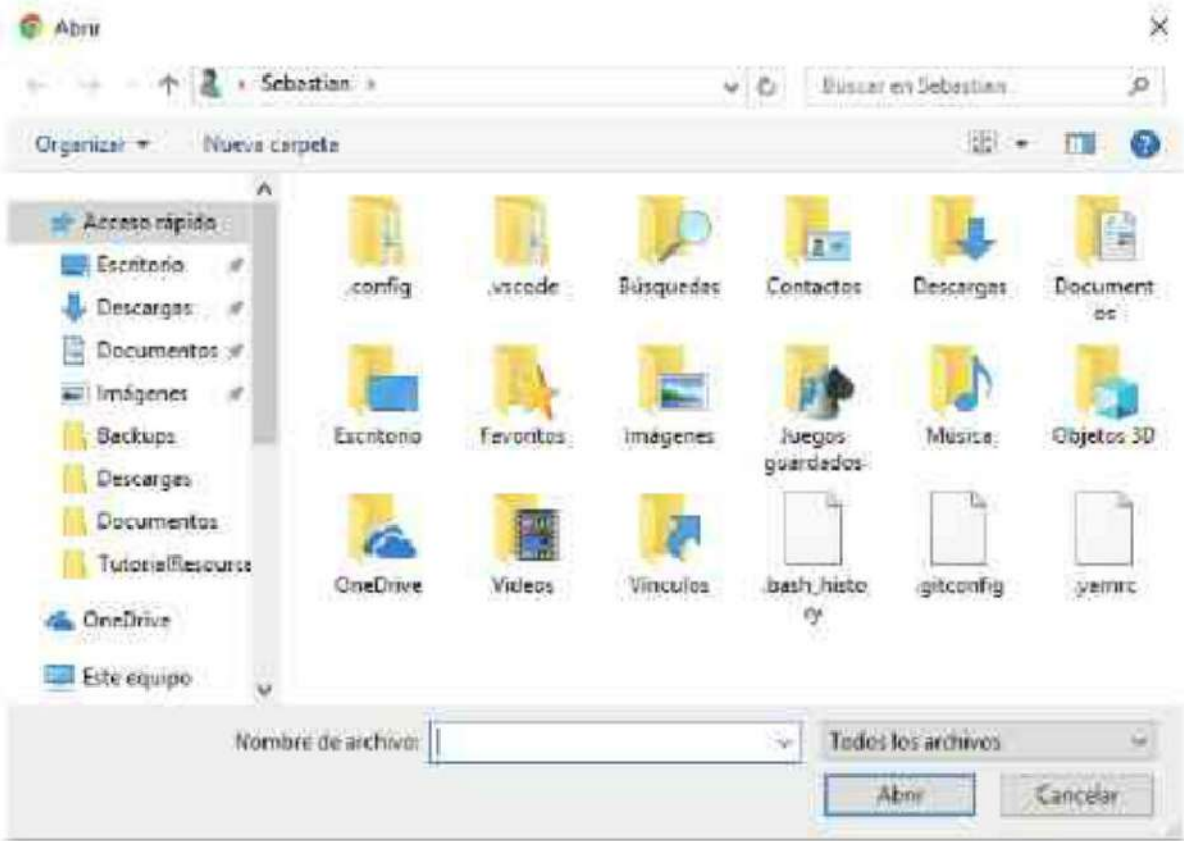 Abrir
Sebastian
Buscar en Sebastian
Organizar
Nueva carpeta
Acceso rápido
Escritorio
Descargas
Documentos
Imágenes
Backups
Descargas
Documentos
TutorialResource
OneDrive
Este equipo
.config
.vscode
Búsquedas
Contactos
Descargas
Document
os
Escritorio
Favoritos
Imágenes
Juegos
guardados
Música
Objetos 3D
OneDrive
Videos
Vínculos
.bash_histo
ry
.gitconfig
.yarnrc
Nombre de archivo:
Todos los archivos
Abrir
Cancelar